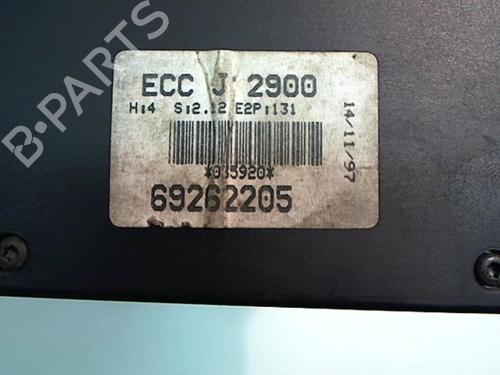 ECC J 2900
H:4 S:2.12 E2P:131
*035920*
69262205
14/11/97
B-PARTS